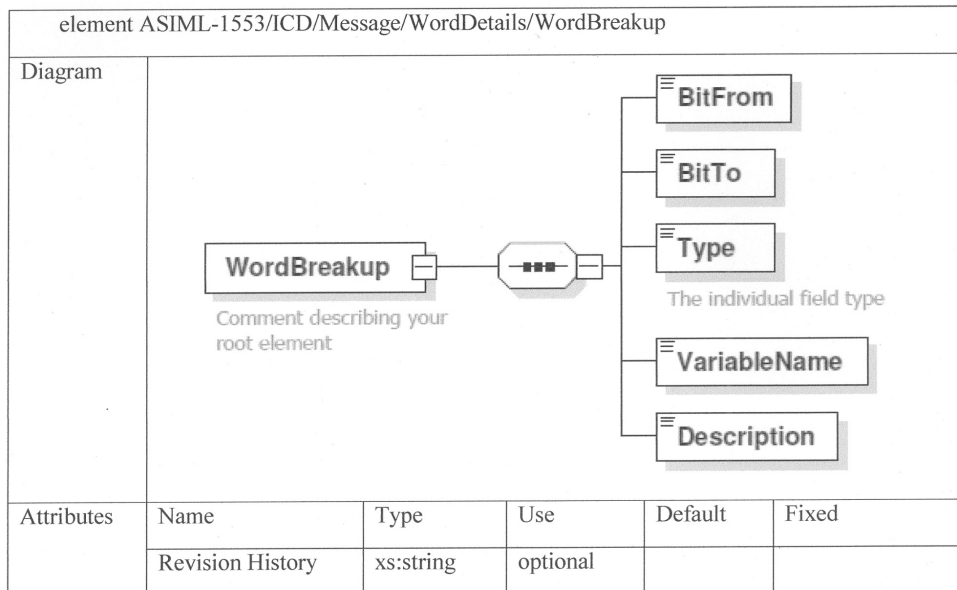 element ASIML-1553/ICD/Message/WordDetails/WordBreakup
Diagram
BitFrom
BitTo
WordBreakup
Type
Comment describing your
root element
The individual field type
VariableName
Description
Attributes Name Type Use Default Fixed
Revision History xs:string optional